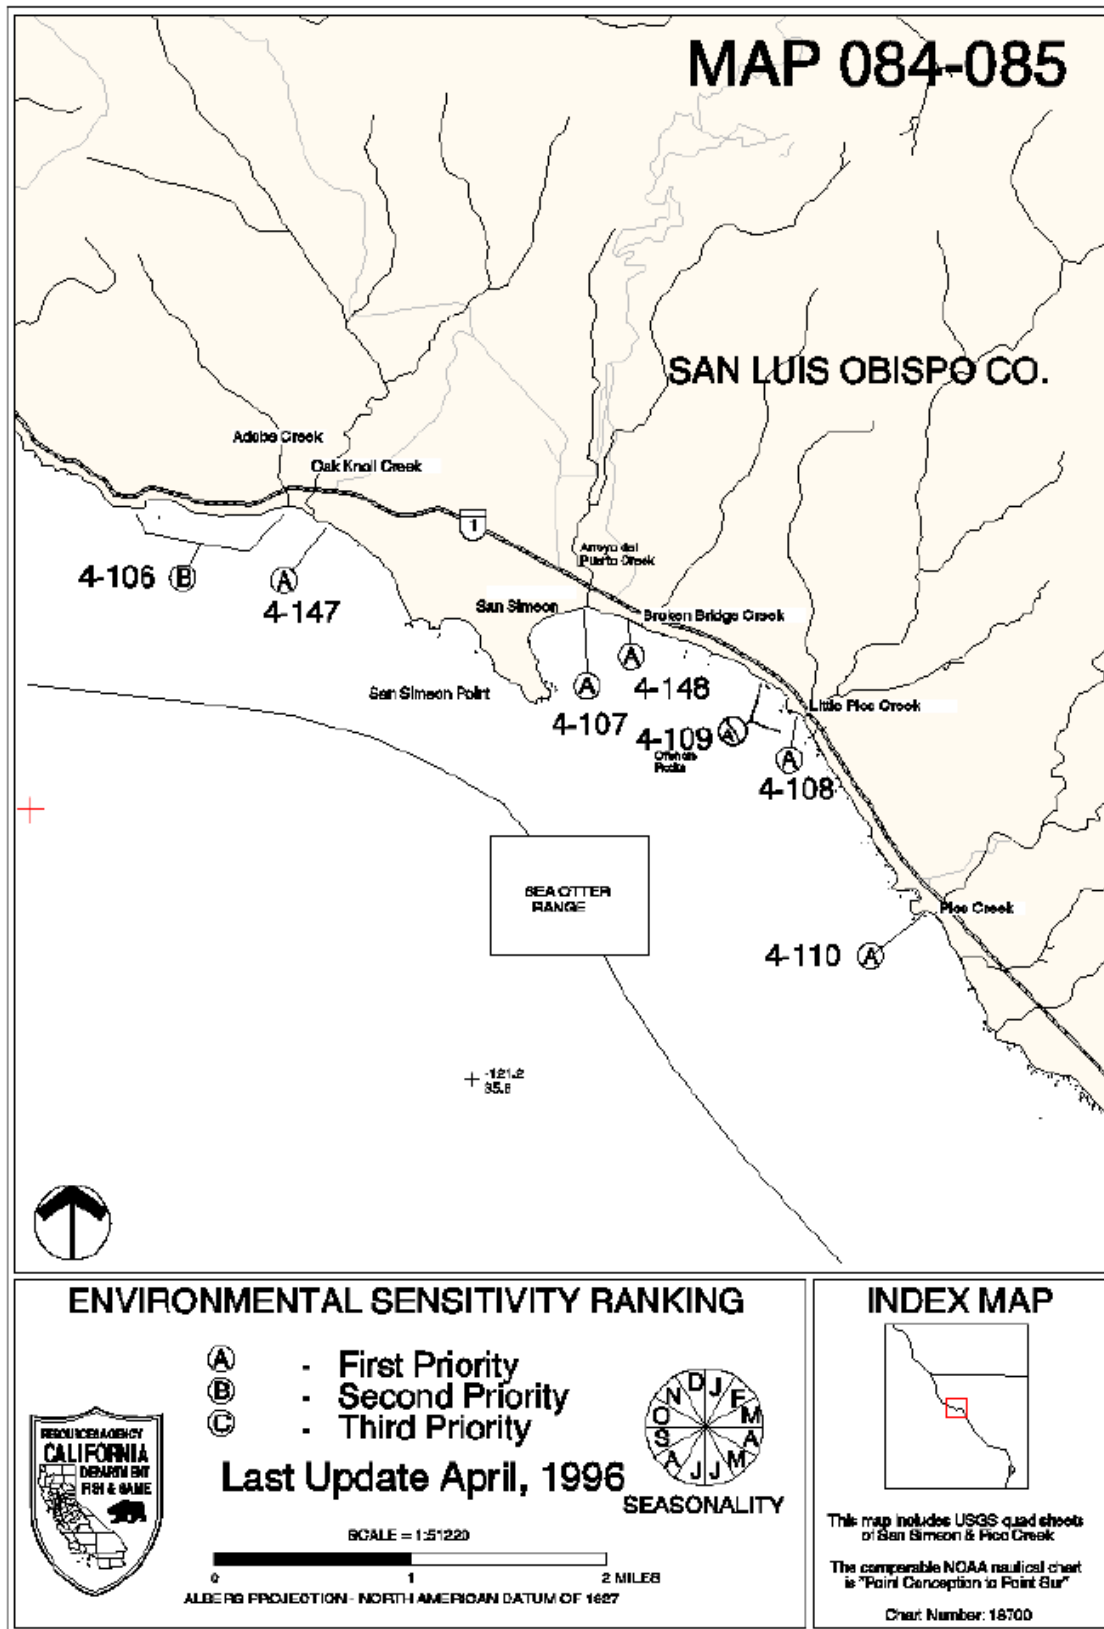 MAP 084-085
SAN LUIS OBISPO CO.
Adobe Creek
Oak Knoll Creek
1
Arroyo del
Puerto Creek
4-106 B
A
4-147
San Simeon
Broken Bridge Creek
A
4-148
San Simeon Point
A
4-107
Little Pico Creek
4-109 A
Offshore
Rocks
A
4-108
SEA OTTER
RANGE
Pico Creek
4-110 A
-121.2
35.6
ENVIRONMENTAL SENSITIVITY RANKING
A - First Priority
B - Second Priority
C - Third Priority
Last Update April, 1996
D J F M A M J J A S O N
SEASONALITY
RESOURCES AGENCY
CALIFORNIA
DEPARTMENT
FISH & GAME
SCALE = 1:51220
0 1 2 MILES
ALBERS PROJECTION - NORTH AMERICAN DATUM OF 1927
INDEX MAP
This map includes USGS quad sheets
of San Simeon & Pico Creek
The comparable NOAA nautical chart
is "Point Conception to Point Sur"
Chart Number: 18700